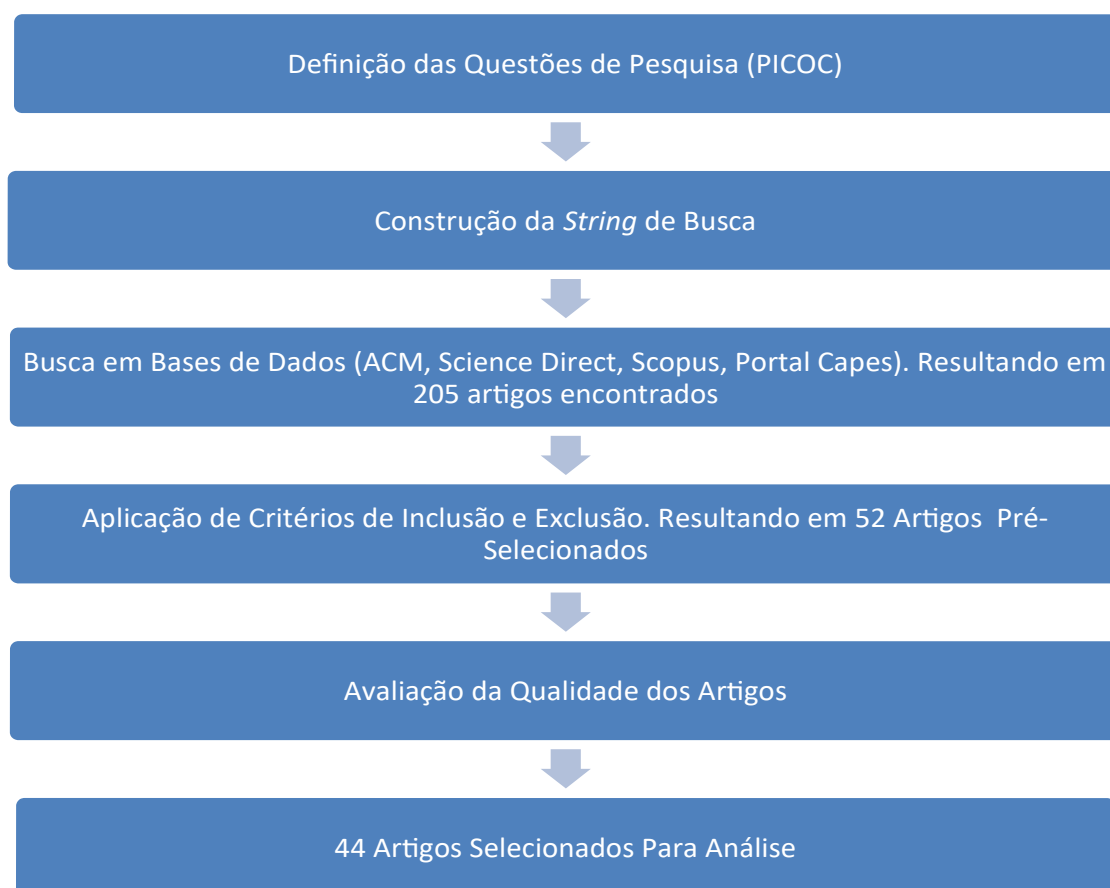 Definição das Questões de Pesquisa (PICOC)
Construção da String de Busca
Busca em Bases de Dados (ACM, Science Direct, Scopus, Portal Capes). Resultando em
205 artigos encontrados
Aplicação de Critérios de Inclusão e Exclusão. Resultando em 52 Artigos  Pré-
Selecionados
Avaliação da Qualidade dos Artigos
44 Artigos Selecionados Para Análise